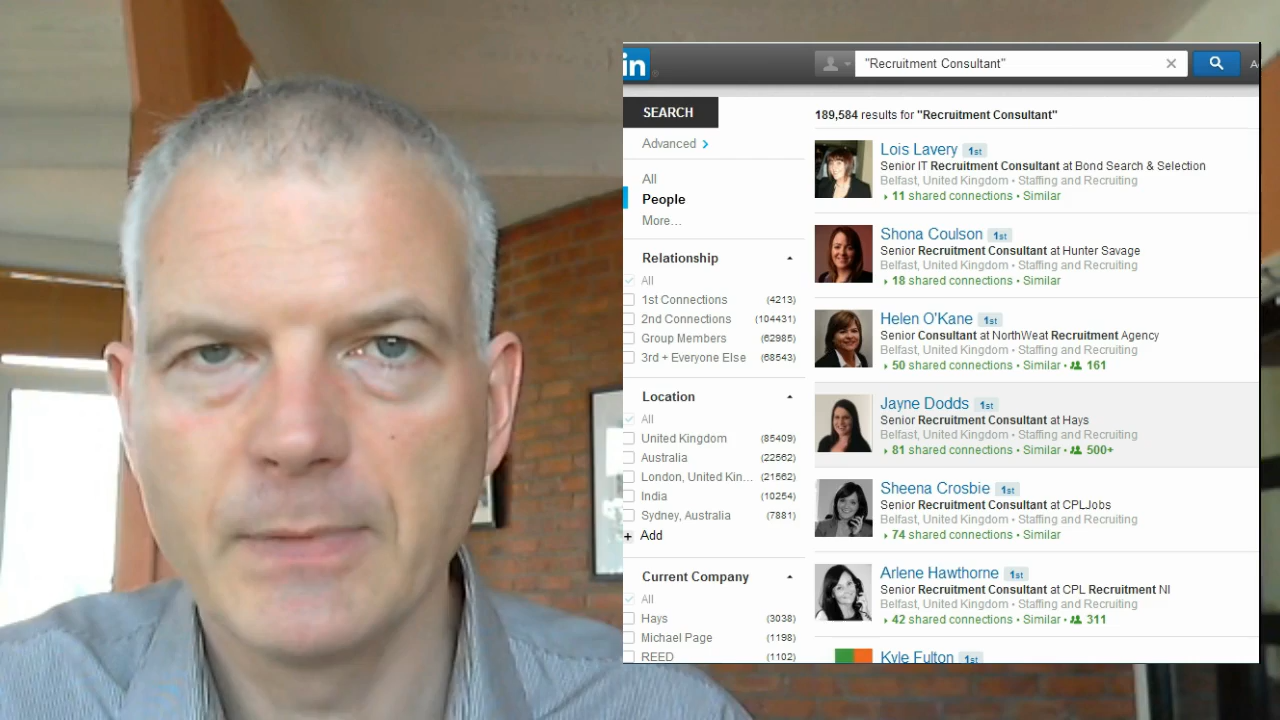 in
"Recruitment Consultant"
A
SEARCH
Advanced
All
People
More...
Relationship
All
1st Connections (4213)
2nd Connections (104431)
Group Members (62985)
3rd + Everyone Else (68543)
Location
All
United Kingdom (85409)
Australia (22562)
London, United Kin... (21562)
India (10254)
Sydney, Australia (7881)
+ Add
Current Company
All
Hays (3038)
Michael Page (1198)
REED (1102)
189,584 results for "Recruitment Consultant"
Lois Lavery 1st
Senior IT Recruitment Consultant at Bond Search & Selection
Belfast, United Kingdom • Staffing and Recruiting
11 shared connections • Similar
Shona Coulson 1st
Senior Recruitment Consultant at Hunter Savage
Belfast, United Kingdom • Staffing and Recruiting
18 shared connections • Similar
Helen O'Kane 1st
Senior Consultant at NorthWeat Recruitment Agency
Belfast, United Kingdom • Staffing and Recruiting
50 shared connections • Similar • 161
Jayne Dodds 1st
Senior Recruitment Consultant at Hays
Belfast, United Kingdom • Staffing and Recruiting
81 shared connections • Similar • 500+
Sheena Crosbie 1st
Senior Recruitment Consultant at CPLJobs
Belfast, United Kingdom • Staffing and Recruiting
74 shared connections • Similar
Arlene Hawthorne 1st
Senior Recruitment Consultant at CPL Recruitment NI
Belfast, United Kingdom • Staffing and Recruiting
42 shared connections • Similar • 311
Kyle Fulton 1st